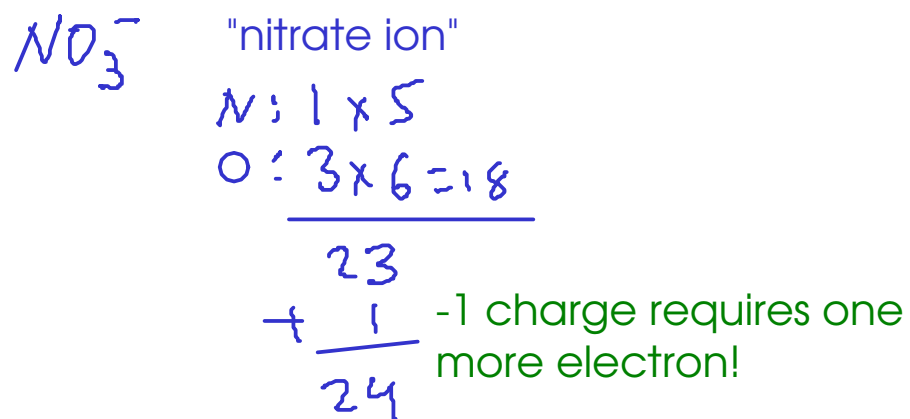 NO₃⁻ "nitrate ion"
N: 1 x 5
O: 3 x 6 = 18
23
+ 1 -1 charge requires one
more electron!
24